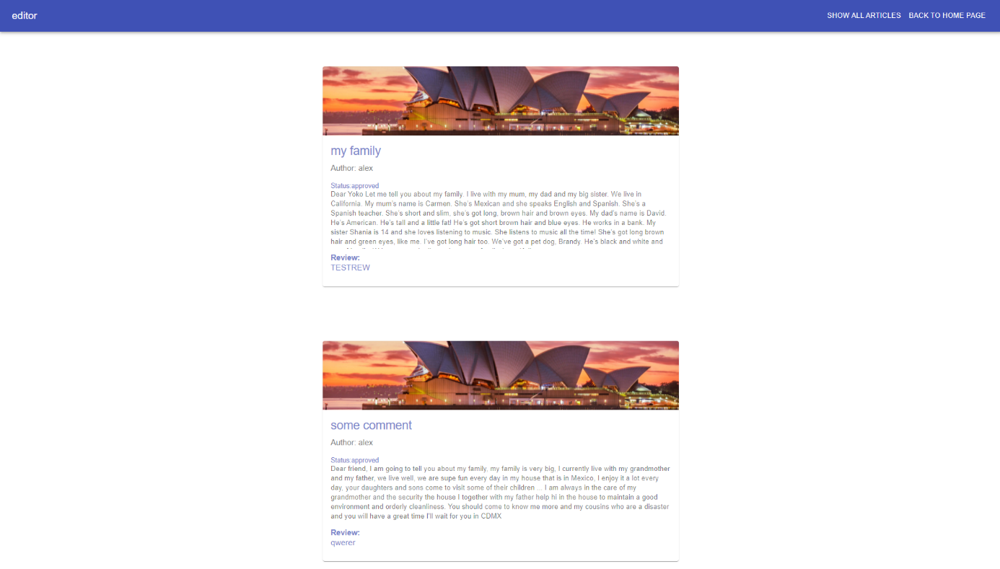 editor
SHOW ALL ARTICLES BACK TO HOME PAGE
my family
Author: alex
Status:approved
Dear Yoko Let me tell you about my family. I live with my mum, my dad and my big sister. We live in
California. My mum's name is Carmen. She's Mexican and she speaks English and Spanish. She's a
Spanish teacher. She's short and slim, she's got long, brown hair and brown eyes. My dad's name is David.
He's American. He's tall and a little fat! He's got short brown hair and blue eyes. He works in a bank. My
sister Shania is 14 and she loves listening to music. She listens to music all the time! She's got long brown
hair and green eyes, like me. I've got long hair too. We've got a pet dog, Brandy. He's black and white and
Review:
TESTREW
some comment
Author: alex
Status:approved
Dear friend, I am going to tell you about my family, my family is very big, I currently live with my grandmother
and my father, we live well, we are supe fun every day in my house that is in Mexico, I enjoy it a lot every
day, your daughters and sons come to visit some of their children ... I am always in the care of my
grandmother and the security the house I together with my father help hi in the house to maintain a good
environment and orderly cleanliness. You should come to know me more and my cousins who are a disaster
and you will have a great time I'll wait for you in CDMX
Review:
qwerer